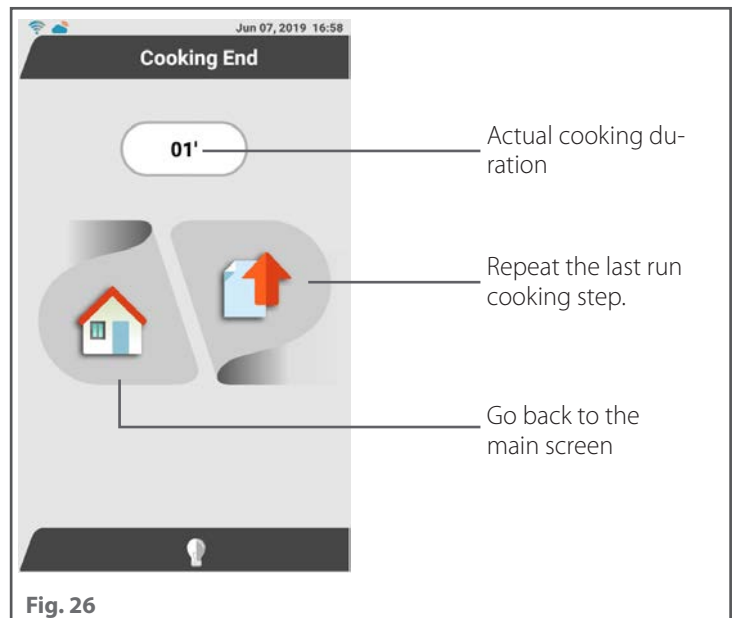 Jun 07, 2019 16:58
Cooking End
01'
Actual cooking du-
ration
Repeat the last run
cooking step.
Go back to the
main screen
Fig. 26